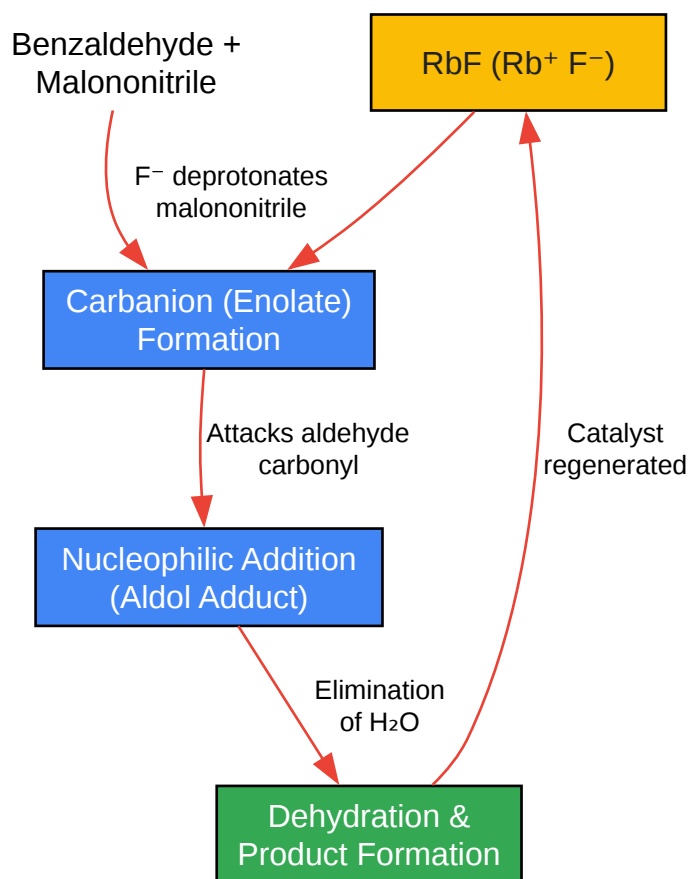 Benzaldehyde +
Malononitrile
RbF (Rb⁺ F⁻)
F⁻ deprotonates
malononitrile
Carbanion (Enolate)
Formation
Attacks aldehyde
carbonyl
Catalyst
regenerated
Nucleophilic Addition
(Aldol Adduct)
Elimination
of H₂O
Dehydration &
Product Formation